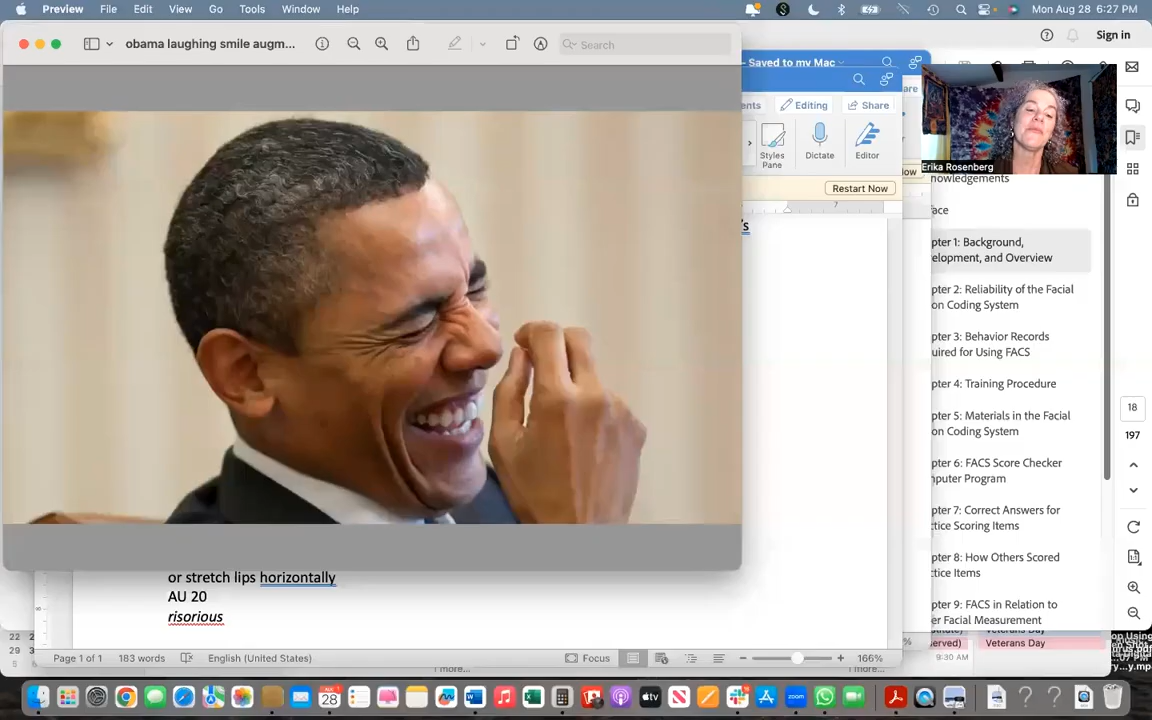 Preview File Edit View Go Tools Window Help Mon Aug 28 6:27 PM
obama laughing smile augm... Search
Sign in
– Saved to my Mac
Editing Share
Styles Pane
Dictate
Editor
Restart Now
Erika Rosenberg
nowledgements
face
pter 1: Background,
elopment, and Overview
pter 2: Reliability of the Facial
on Coding System
pter 3: Behavior Records
uired for Using FACS
pter 4: Training Procedure
pter 5: Materials in the Facial
on Coding System
pter 6: FACS Score Checker
mputer Program
pter 7: Correct Answers for
ctice Scoring Items
pter 8: How Others Scored
ctice Items
pter 9: FACS in Relation to
er Facial Measurement
18
197
7
's
or stretch lips horizontally
AU 20
risorious
Page 1 of 1 183 words English (United States) Focus 166%
Veterans Day
9:30 AM